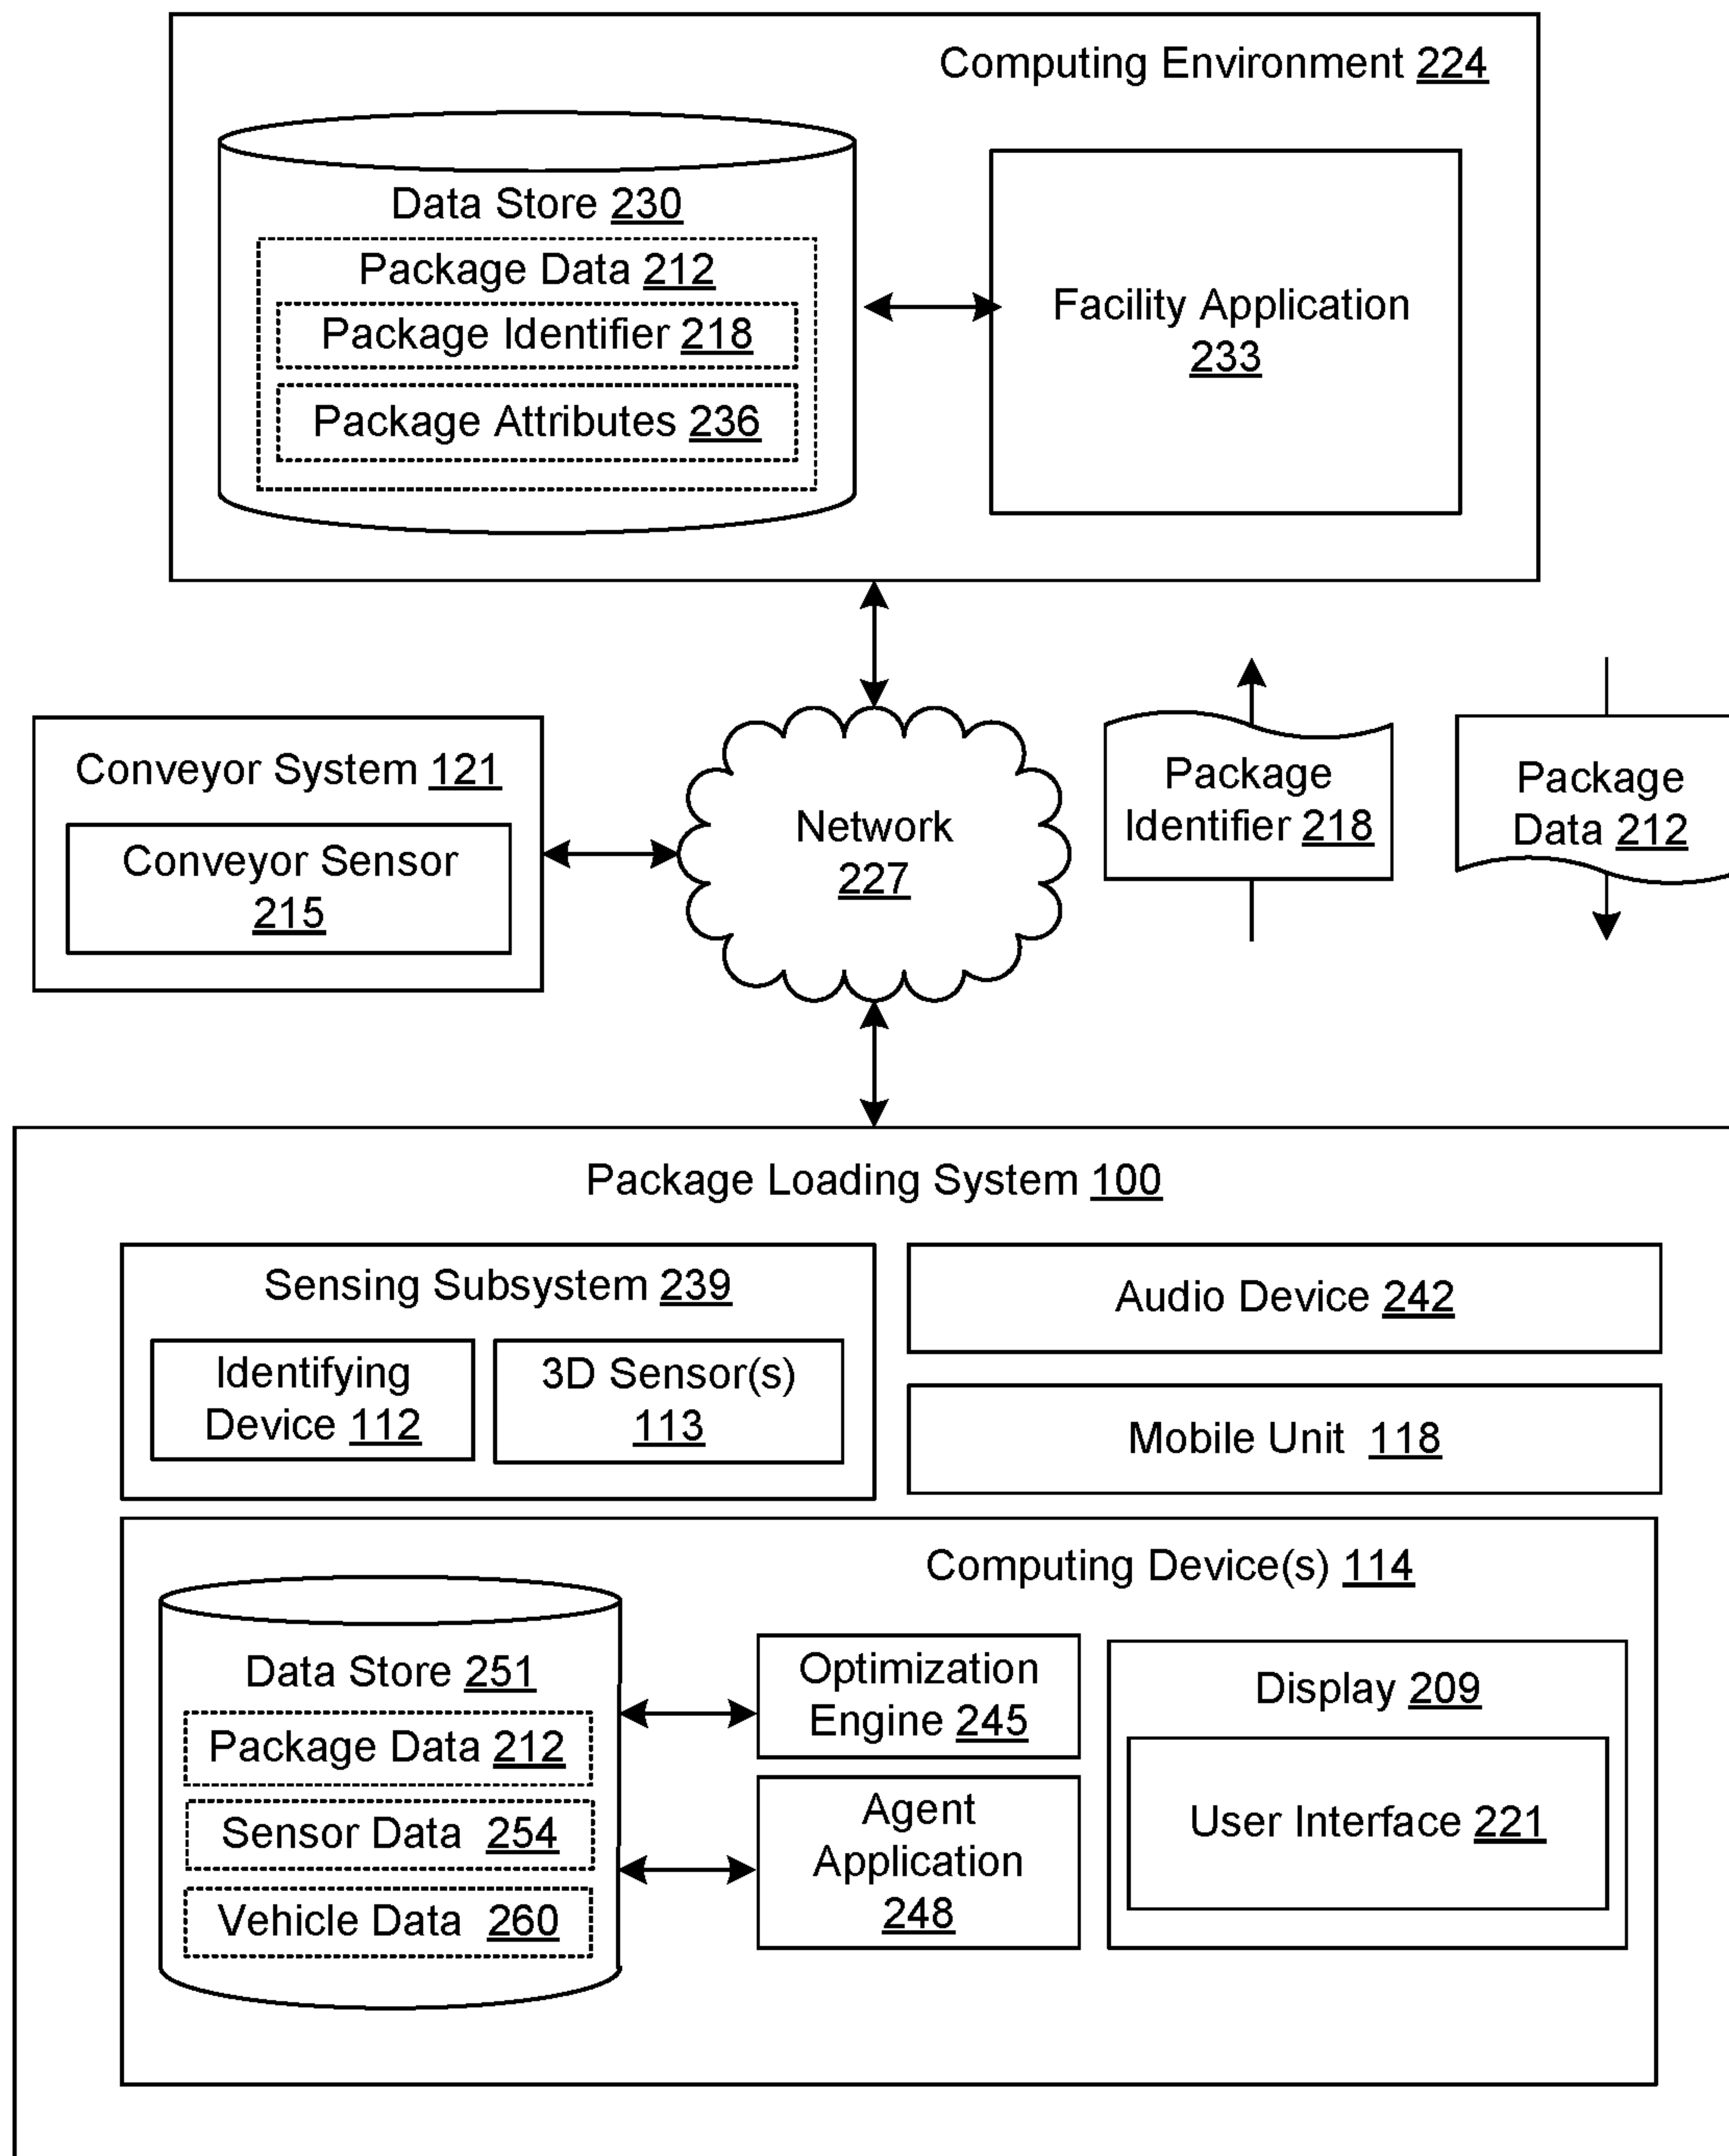 Computing Environment 224
Data Store 230
Package Data 212
Package Identifier 218
Package Attributes 236
Facility Application
233
Conveyor System 121
Conveyor Sensor
215
Network
227
Package
Identifier 218
Package
Data 212
Package Loading System 100
Sensing Subsystem 239
Identifying
Device 112
3D Sensor(s)
113
Audio Device 242
Mobile Unit 118
Computing Device(s) 114
Data Store 251
Package Data 212
Sensor Data 254
Vehicle Data 260
Optimization
Engine 245
Agent
Application
248
Display 209
User Interface 221